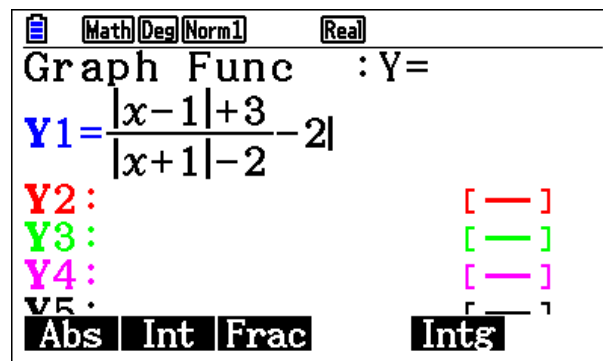 Math Deg Norm1 Real
Graph Func :Y=
Y1=(|x−1|+3)/(|x+1|−2)−2
Y2: [—]
Y3: [—]
Y4: [—]
Y5: [—]
Abs Int Frac Intg